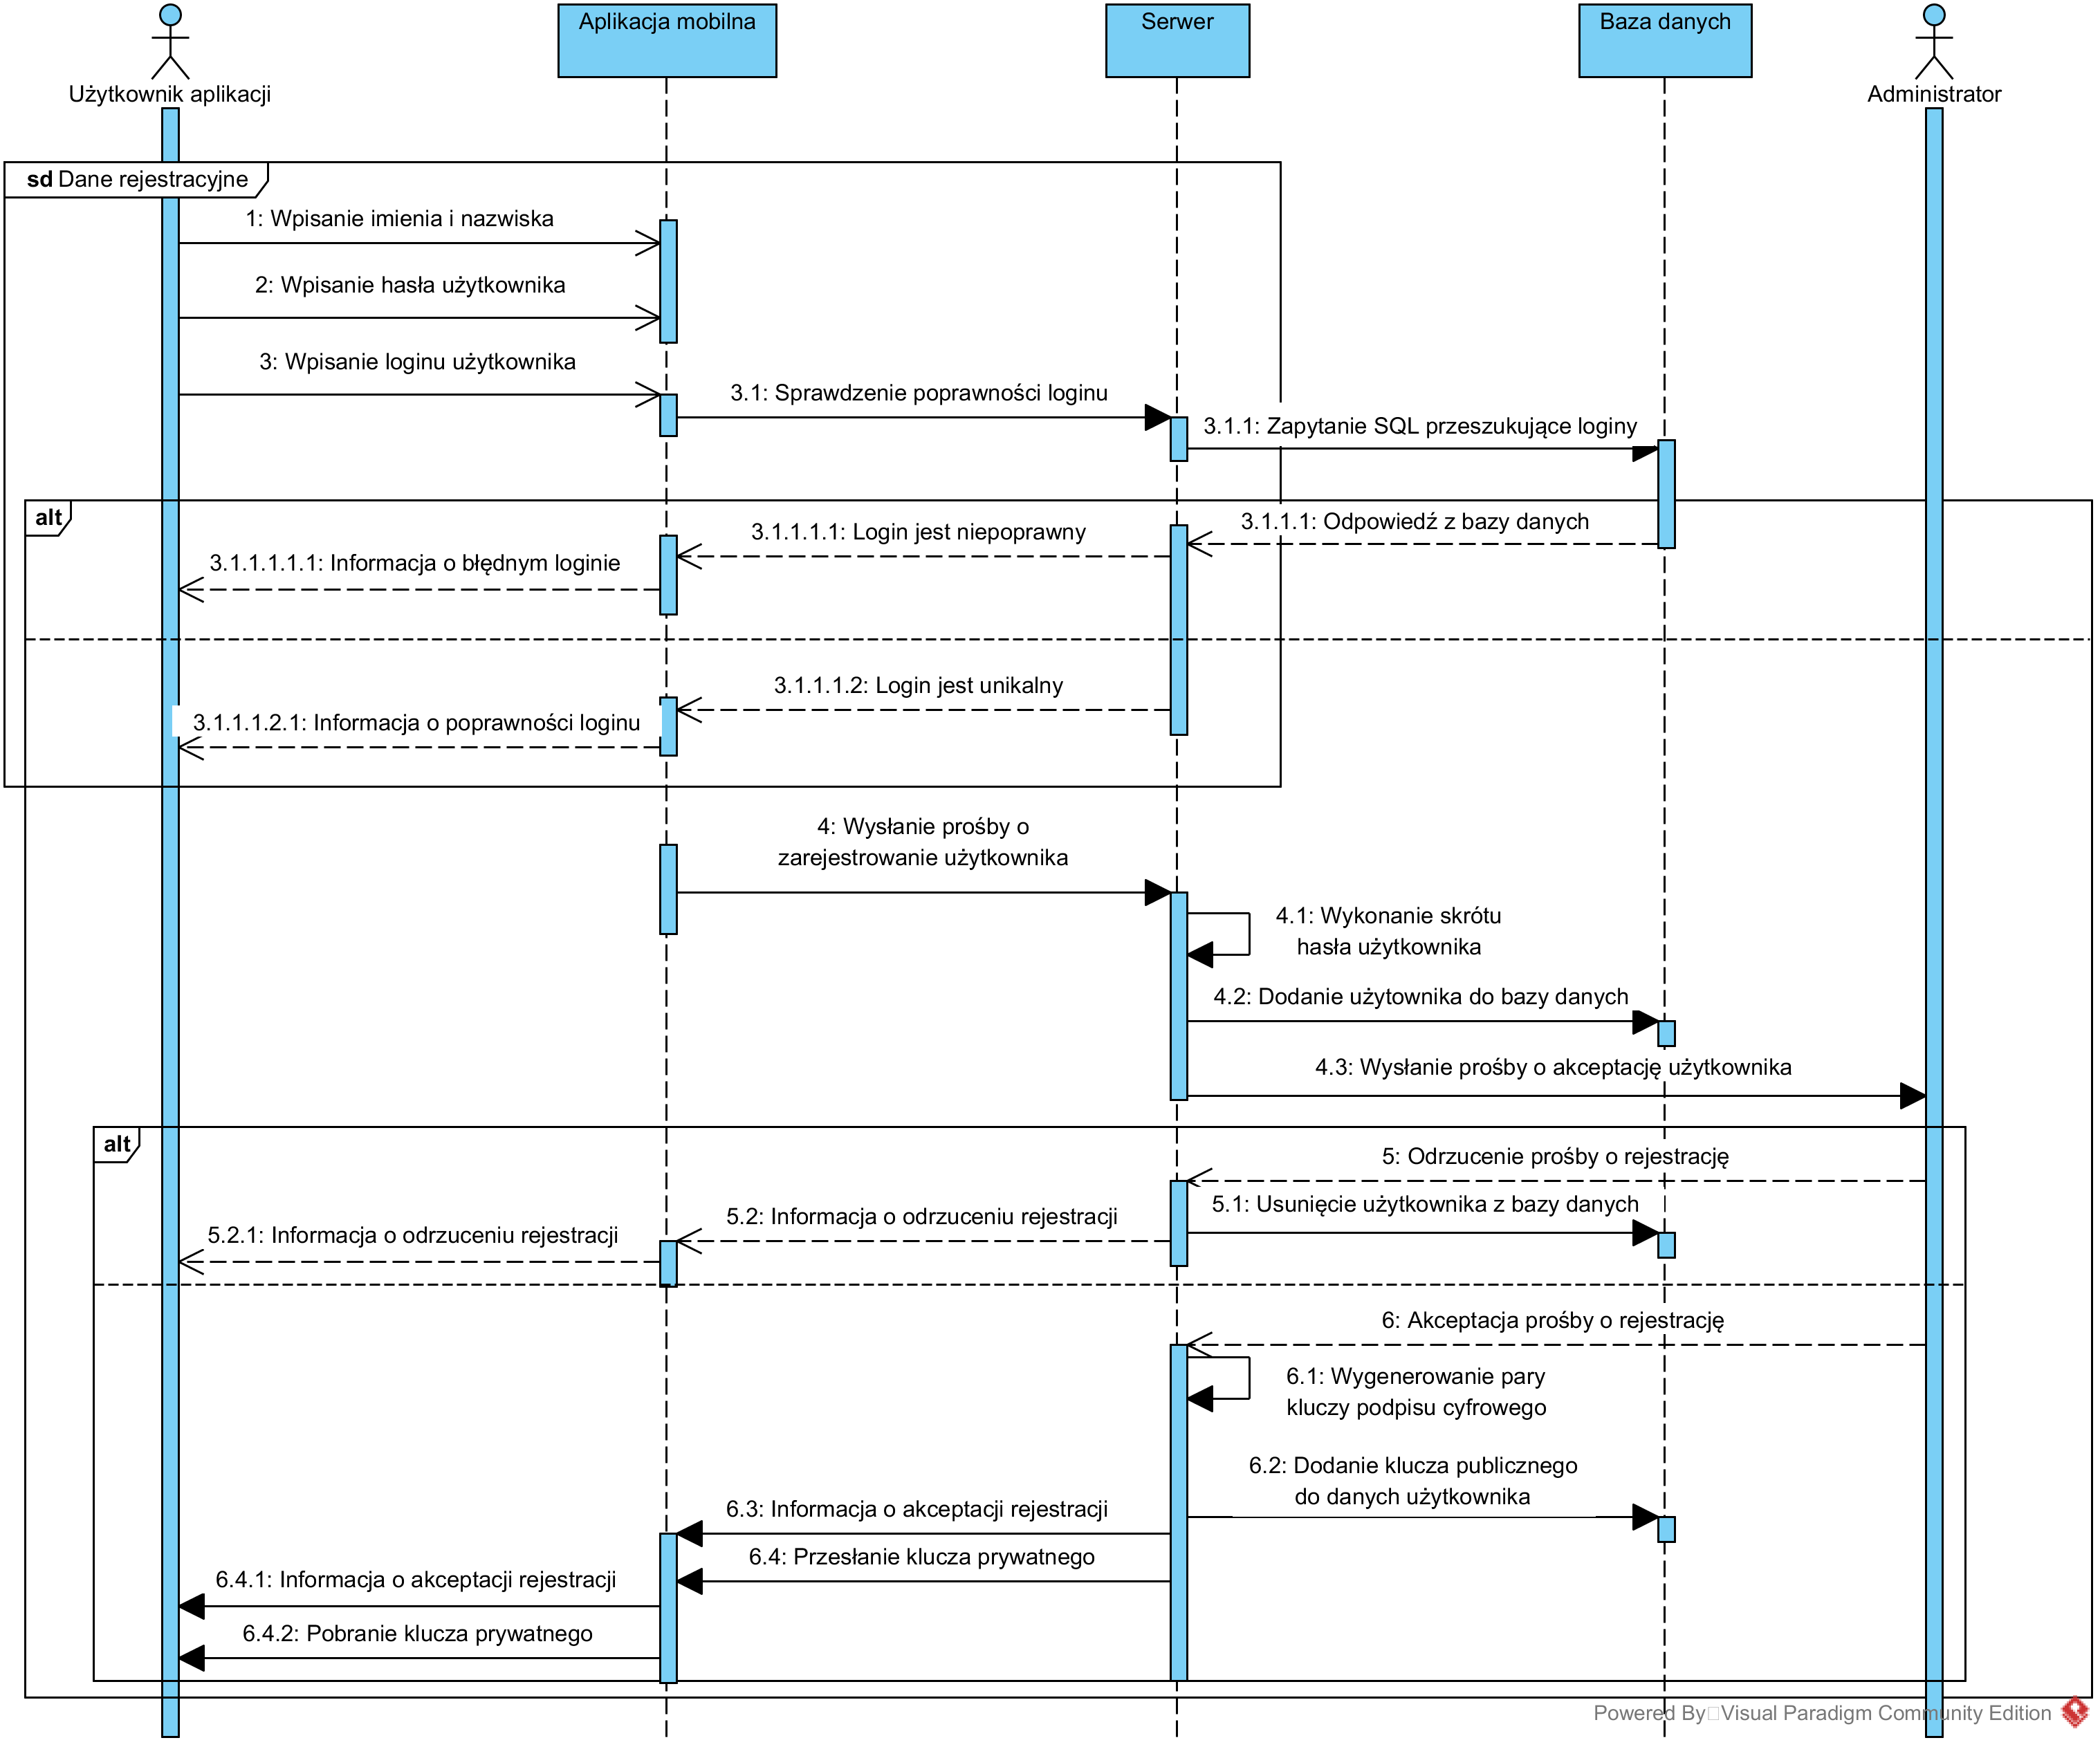 Użytkownik aplikacji
Aplikacja mobilna
Serwer
Baza danych
Administrator
sd Dane rejestracyjne
1: Wpisanie imienia i nazwiska
2: Wpisanie hasła użytkownika
3: Wpisanie loginu użytkownika
3.1: Sprawdzenie poprawności loginu
3.1.1: Zapytanie SQL przeszukujące loginy
alt
3.1.1.1: Odpowiedź z bazy danych
3.1.1.1.1: Login jest niepoprawny
3.1.1.1.1.1: Informacja o błędnym loginie
3.1.1.1.2: Login jest unikalny
3.1.1.1.2.1: Informacja o poprawności loginu
4: Wysłanie prośby o
zarejestrowanie użytkownika
4.1: Wykonanie skrótu
hasła użytkownika
4.2: Dodanie użytownika do bazy danych
4.3: Wysłanie prośby o akceptację użytkownika
alt
5: Odrzucenie prośby o rejestrację
5.1: Usunięcie użytkownika z bazy danych
5.2: Informacja o odrzuceniu rejestracji
5.2.1: Informacja o odrzuceniu rejestracji
6: Akceptacja prośby o rejestrację
6.1: Wygenerowanie pary
kluczy podpisu cyfrowego
6.2: Dodanie klucza publicznego
do danych użytkownika
6.3: Informacja o akceptacji rejestracji
6.4: Przesłanie klucza prywatnego
6.4.1: Informacja o akceptacji rejestracji
6.4.2: Pobranie klucza prywatnego
Powered By Visual Paradigm Community Edition